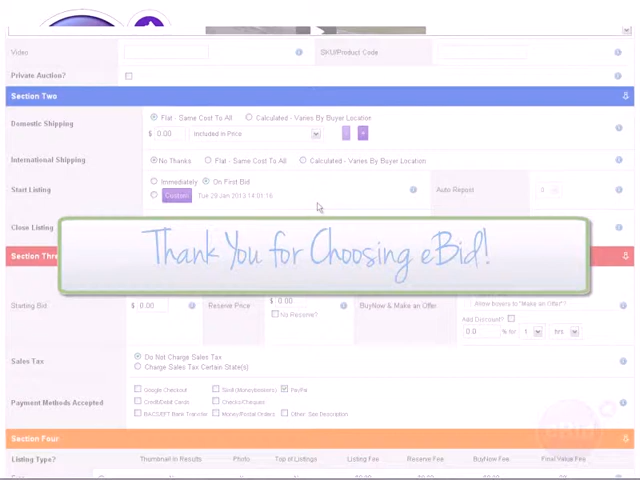 Video SKU/Product Code
Private Auction?
Section Two
Domestic Shipping Flat - Same Cost To All Calculated - Varies By Buyer Location
$ 0.00 Included in Price
International Shipping No Thanks Flat - Same Cost To All Calculated - Varies By Buyer Location
Start Listing Immediately On First Bid Auto Repost
Custom: Tue 29 Jan 2013 14:01:16
Close Listing
Thank You for Choosing eBid!
Section Three
Starting Bid $ 0.00 Reserve Price $ 0.00 BuyNow & Make an Offer Allow buyers to "Make an Offer"?
No Reserve? Add Discount?
0.0 % for 1 hrs
Sales Tax Do Not Charge Sales Tax
Charge Sales Tax Certain State(s)
Payment Methods Accepted Google Checkout Skrill (Moneybookers) PayPal
Credit/Debit Cards Checks/Cheques
BACS/EFT Bank Transfer Money/Postal Orders Other: See Description
eBid
Section Four
Listing Type? Thumbnail In Results Photo Top of Listings Listing Fee Reserve Fee BuyNow Fee Final Value Fee